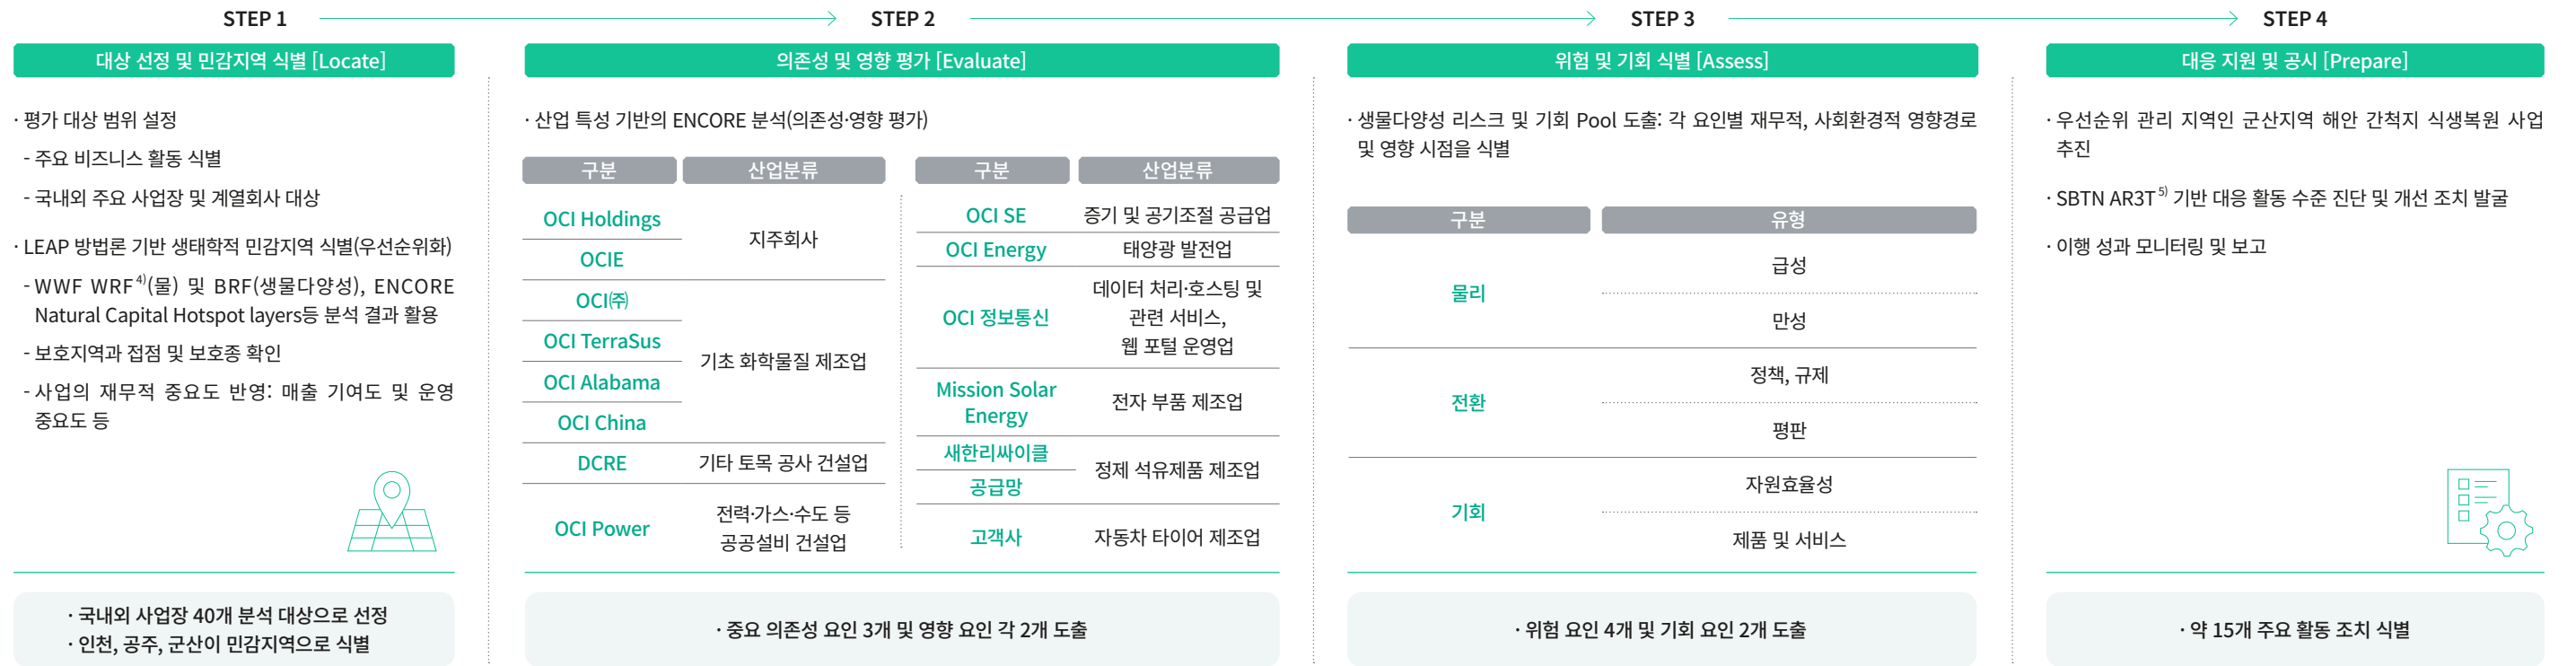 STEP 1
STEP 2
STEP 3
STEP 4
대상 선정 및 민감지역 식별 [Locate]
· 평가 대상 범위 설정
- 주요 비즈니스 활동 식별
- 국내외 주요 사업장 및 계열회사 대상
· LEAP 방법론 기반 생태학적 민감지역 식별(우선순위화)
- WWF WRF⁴⁾(물) 및 BRF(생물다양성), ENCORE
Natural Capital Hotspot layers등 분석 결과 활용
- 보호지역과 접점 및 보호종 확인
- 사업의 재무적 중요도 반영: 매출 기여도 및 운영
중요도 등
· 국내외 사업장 40개 분석 대상으로 선정
· 인천, 공주, 군산이 민감지역으로 식별
의존성 및 영향 평가 [Evaluate]
· 산업 특성 기반의 ENCORE 분석(의존성·영향 평가)
구분 산업분류
OCI Holdings
OCIE
지주회사
OCI㈜
OCI TerraSus
OCI Alabama
OCI China
기초 화학물질 제조업
DCRE 기타 토목 공사 건설업
OCI Power
전력·가스·수도 등
공공설비 건설업
구분 산업분류
OCI SE 증기 및 공기조절 공급업
OCI Energy 태양광 발전업
OCI 정보통신
데이터 처리·호스팅 및
관련 서비스,
웹 포털 운영업
Mission Solar
Energy
전자 부품 제조업
새한리싸이클
공급망
정제 석유제품 제조업
고객사 자동차 타이어 제조업
· 중요 의존성 요인 3개 및 영향 요인 각 2개 도출
위험 및 기회 식별 [Assess]
· 생물다양성 리스크 및 기회 Pool 도출: 각 요인별 재무적, 사회환경적 영향경로
및 영향 시점을 식별
구분 유형
물리
급성
만성
전환
정책, 규제
평판
기회
자원효율성
제품 및 서비스
· 위험 요인 4개 및 기회 요인 2개 도출
대응 지원 및 공시 [Prepare]
· 우선순위 관리 지역인 군산지역 해안 간척지 식생복원 사업
추진
· SBTN AR3T⁵⁾ 기반 대응 활동 수준 진단 및 개선 조치 발굴
· 이행 성과 모니터링 및 보고
· 약 15개 주요 활동 조치 식별